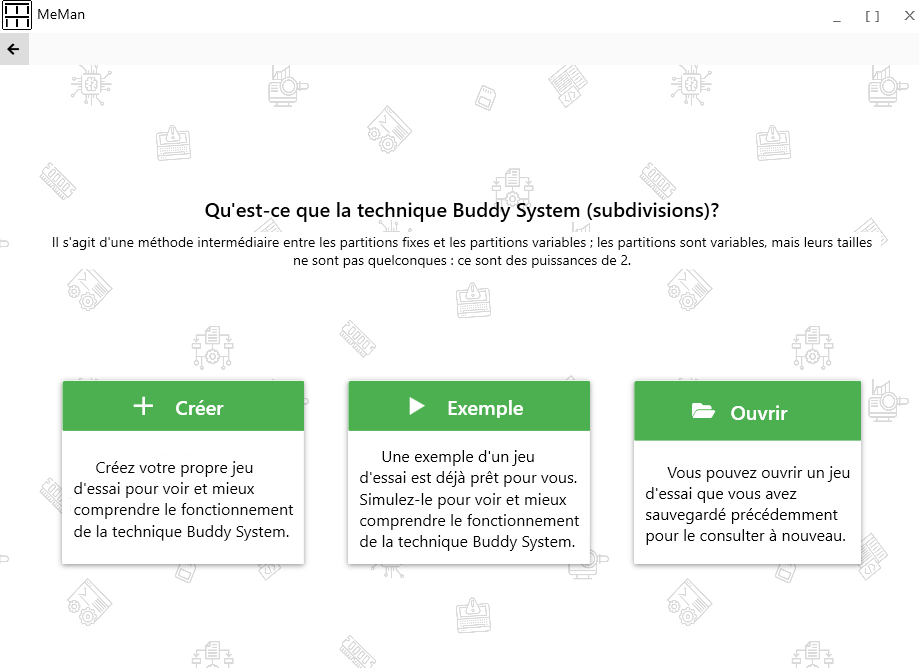 MeMan
Qu'est-ce que la technique Buddy System (subdivisions)?
Il s'agit d'une méthode intermédiaire entre les partitions fixes et les partitions variables ; les partitions sont variables, mais leurs tailles
ne sont pas quelconques : ce sont des puissances de 2.
Créer
Créez votre propre jeu
d'essai pour voir et mieux
comprendre le fonctionnement
de la technique Buddy System.
Exemple
Une exemple d'un jeu
d'essai est déjà prêt pour vous.
Simulez-le pour voir et mieux
comprendre le fonctionnement
de la technique Buddy System.
Ouvrir
Vous pouvez ouvrir un jeu
d'essai que vous avez
sauvegardé précédemment
pour le consulter à nouveau.